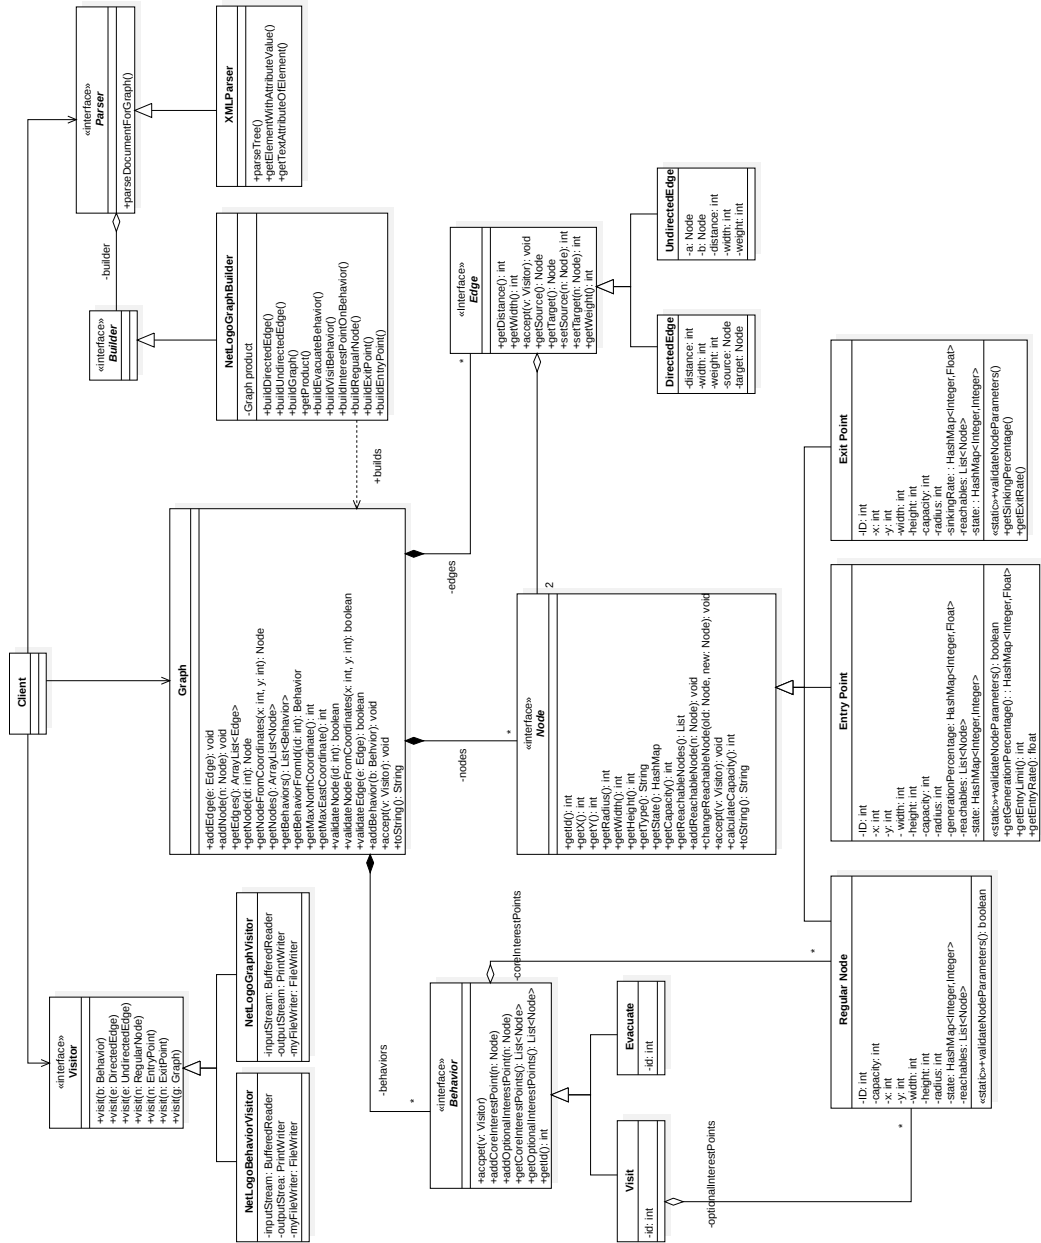 Client
«interface»
Visitor
+visit(b: Behavior)
+visit(e: DirectedEdge)
+visit(e: UndirectedEdge)
+visit(n: RegularNode)
+visit(n: EntryPoint)
+visit(n: ExitPoint)
+visit(g: Graph)
NetLogoBehaviorVisitor
-inputStream: BufferedReader
-outputStrea: PrintWriter
-myFileWriter: FileWriter
NetLogoGraphVisitor
-inputStream: BufferedReader
-outputStream: PrintWriter
-myFileWriter: FileWriter
«interface»
Parser
+parseDocumentForGraph()
XMLParser
+parseTree()
+getElementWithAttributeValue()
+getTextAttributeOfElement()
-builder
«interface»
Builder
NetLogoGraphBuilder
-Graph product
+buildDirectedEdge()
+buildUndirectedEdge()
+buildGraph()
+getProduct()
+buildEvacuateBehavior()
+buildVisitBehavior()
+buildInterestPointOnBehavior()
+buildRegualrNode()
+buildExitPoint()
+buildEntryPoint()
+builds
Graph
+addEdge(e: Edge): void
+addNode(n: Node): void
+getEdges(): ArrayList<Edge>
+getNode(id: int): Node
+getNodeFromCoordinates(x: int, y: int): Node
+getNodes(): ArrayList<Node>
+getBehaviors(): List<Behavior>
+getBehaviorFromId(id: int): Behavior
+getMaxNorthCoordinate(): int
+getMaxEastCoordinate(): int
+validateNode(id: int): boolean
+validateNodeFromCoordinates(x: int, y: int): boolean
+validateEdge(e: Edge): boolean
+addBehavior(b: Behvior): void
+accept(v: Visitor): void
+toString(): String
-behaviors
*
-nodes
*
-edges
*
«Interface»
Edge
+getDistance(): int
+getWidth(): int
+accept(v: Visitor): void
+getSource(): Node
+getTarget(): Node
+setSource(n: Node): int
+setTarget(n: Node): int
+getWeight(): int
DirectedEdge
-distance: int
-width: int
-weight: int
-source: Node
-target: Node
UndirectedEdge
-a: Node
-b: Node
-distance: int
-width: int
-weight: int
2
«interface»
Node
+getId(): int
+getX(): int
+getY(): int
+getRadius(): int
+getWidth(): int
+getHeight(): int
+getType(): String
+getState(): HashMap
+getCapacity(): int
+getReachableNodes(): List
+addReachableNode(n: Node): void
+changeReachableNode(old: Node, new: Node): void
+accept(v: Visitor): void
+calculateCapacity(): int
+toString(): String
«interface»
Behavior
+accpet(v: Visitor)
+addCoreInterestPoint(n: Node)
+addOptionalInterestPoint(n: Node)
+getCoreInterestPoints(): List<Node>
+getOptionalInterestPoints(): List<Node>
+getId(): int
-coreInterestPoints
*
Visit
-id: int
Evacuate
-id: int
-optionalInterestPoints
*
Regular Node
-ID: int
-capacity: int
-x: int
-y: int
-width: int
-height: int
-radius: int
-state: HashMap<Integer,Integer>
-reachables: List<Node>
«static»+validateNodeParameters(): boolean
Entry Point
-ID: int
-x: int
-y: int
- width: int
-height: int
-capacity: int
-radius: int
-generationPercentage: HashMap<Integer,Float>
-reachables: List<Node>
-state: HashMap<Integer,Integer>
«static»+validateNodeParameters(): boolean
+getGenerationPercentage(): : HashMap<Integer,Float>
+getEntryLimit(): int
+getEntryRate(): float
Exit Point
-ID: int
-x: int
-y: int
-width: int
-height: int
-capacity: int
-radius: int
-sinkingRate: : HashMap<Integer,Float>
-reachables: List<Node>
-state: : HashMap<Integer,Integer>
«static»+validateNodeParameters()
+getSinkingPercentage()
+getExitRate()